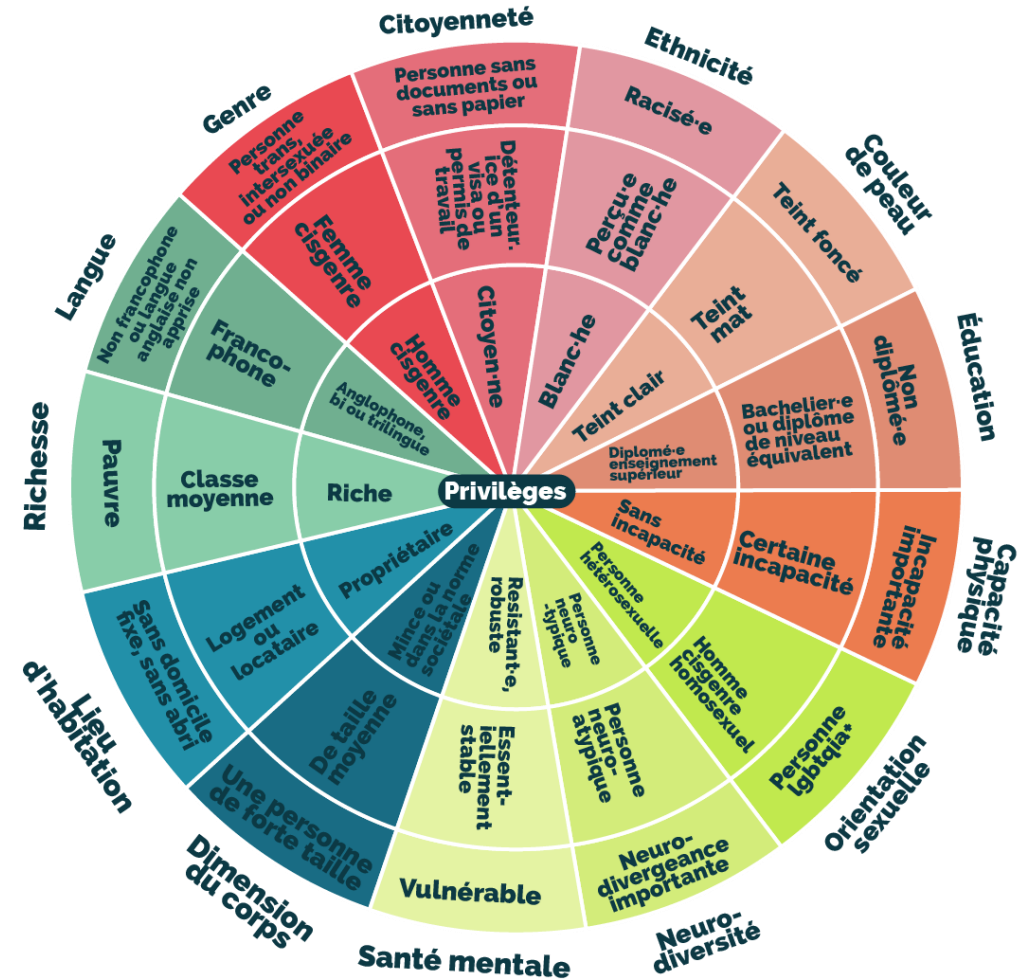 Privilèges
Citoyenneté
Personne sans
documents ou
sans papier
Détenteur.
ice d'un
visa ou
permis de
travail
Citoyen·ne
Ethnicité
Racisé·e
Perçu·e
comme
blanc·he
Blanc·he
Couleur
de peau
Teint foncé
Teint
mat
Teint clair
Éducation
Non
diplômé·e
Bachelier·e
ou diplôme
de niveau
équivalent
Diplomé·e
enseignement
supérieur
Capacité
physique
Incapacité
importante
Certaine
incapacité
Sans
incapacité
Orientation
sexuelle
Personne
lgbtqia+
Homme
cisgenre
homosexuel
Personne
hétérosexuelle
Neuro-
diversité
Neuro-
divergeance
importante
Personne
neuro-
atypique
Personne
neuro
-typique
Santé mentale
Vulnérable
Essent-
iellement
stable
Resistant·e,
robuste
Dimension
du corps
Une personne
de forte taille
De taille
moyenne
Mince ou
dans la norme
sociétale
Lieu
d'habitation
Sans domicile
fixe, sans abri
Logement
ou
locataire
Propriétaire
Richesse
Pauvre
Classe
moyenne
Riche
Langue
Non francophone
ou langue
anglaise non
apprise
Franco-
phone
Anglophone,
bi ou trilingue
Genre
Personne
trans,
intersexuée
ou non binaire
Femme
cisgenre
Homme
cisgenre